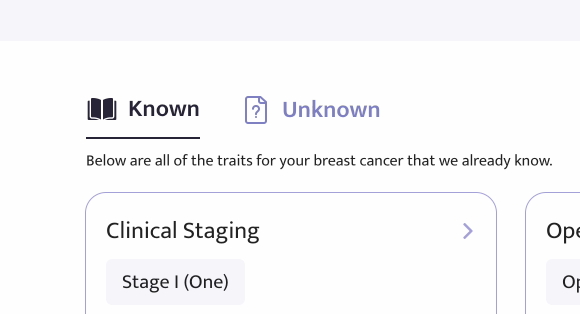 Known
Unknown
Below are all of the traits for your breast cancer that we already know.
Clinical Staging
Stage I (One)